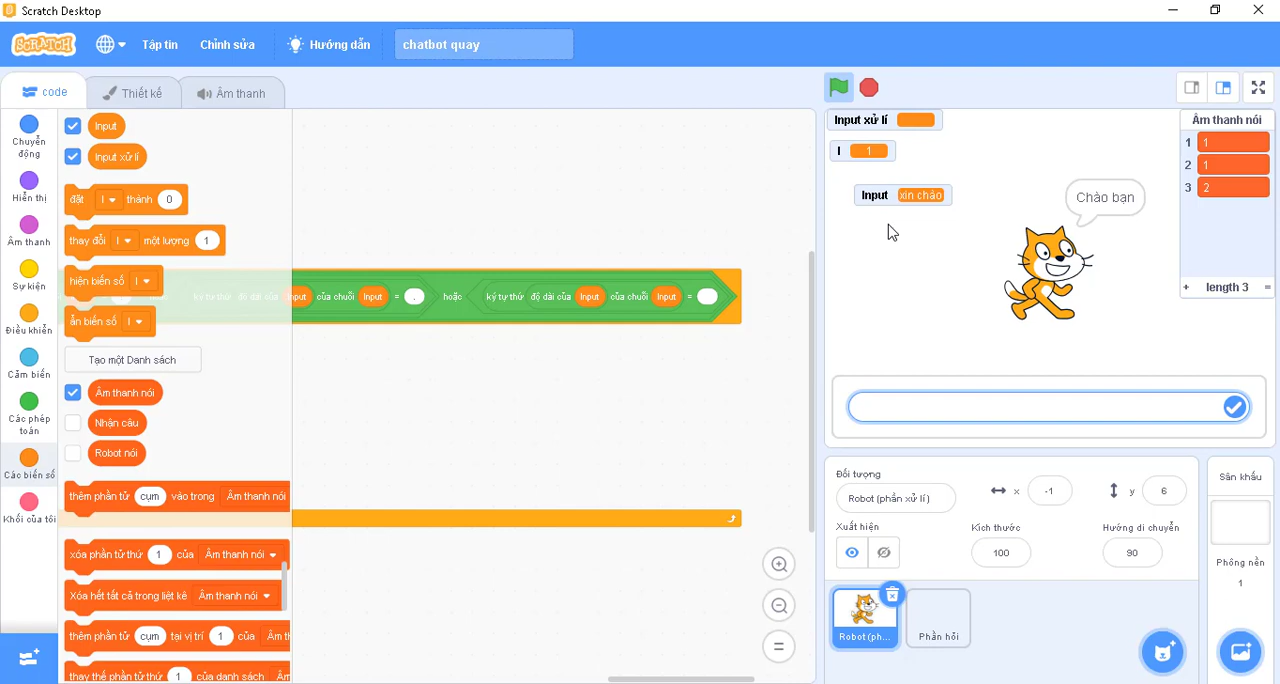 Scratch Desktop
SCRATCH
Tập tin
Chỉnh sửa
Hướng dẫn
chatbot quay
code
Thiết kế
Âm thanh
Chuyển động
Hiển thị
Âm thanh
Sự kiện
Điều khiển
Cảm biến
Các phép toán
Các biến số
Khối của tôi
Input
Input xử lí
đặt I thành 0
thay đổi I một lượng 1
hiện biến số I
ẩn biến số I
Tạo một Danh sách
Âm thanh nói
Nhận câu
Robot nói
thêm phần tử cụm vào trong Âm thanh nói
xóa phần tử thứ 1 của Âm thanh nói
Xóa hết tất cả trong liệt kê Âm thanh nói
thêm phần tử cụm tại vị trí 1 của Âm th
thay thế phần tử thứ 1 của danh sách Âm
ký tự thứ độ dài của Input của chuỗi Input = . hoặc ký tự thứ độ dài của Input của chuỗi Input =
Input xử lí
I 1
Input xin chào
Chào bạn
Âm thanh nói
1 1
2 1
3 2
+ length 3 =
Đối tượng
Robot (phần xử lí)
x -1
y 6
Xuất hiện
Kích thước
100
Hướng di chuyển
90
Robot (ph...
Phần hỏi
Sân khấu
Phông nền
1